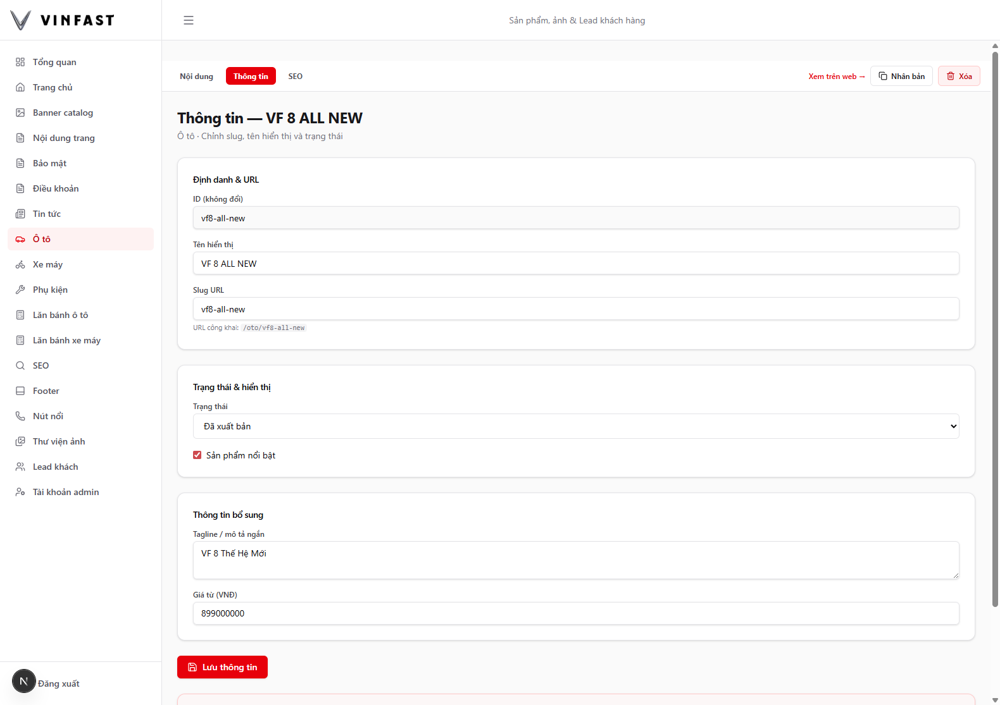 VINFAST
Sản phẩm, ảnh & Lead khách hàng
Tổng quan
Trang chủ
Banner catalog
Nội dung trang
Bảo mật
Điều khoản
Tin tức
Ô tô
Xe máy
Phụ kiện
Lăn bánh ô tô
Lăn bánh xe máy
SEO
Footer
Nút nổi
Thư viện ảnh
Lead khách
Tài khoản admin
N
Đăng xuất
Nội dung
Thông tin
SEO
Xem trên web →
Nhân bản
Xóa
Thông tin — VF 8 ALL NEW
Ô tô · Chỉnh slug, tên hiển thị và trạng thái
Định danh & URL
ID (không đổi)
vf8-all-new
Tên hiển thị
VF 8 ALL NEW
Slug URL
vf8-all-new
URL công khai: /oto/vf8-all-new
Trạng thái & hiển thị
Trạng thái
Đã xuất bản
Sản phẩm nổi bật
Thông tin bổ sung
Tagline / mô tả ngắn
VF 8 Thế Hệ Mới
Giá từ (VNĐ)
899000000
Lưu thông tin